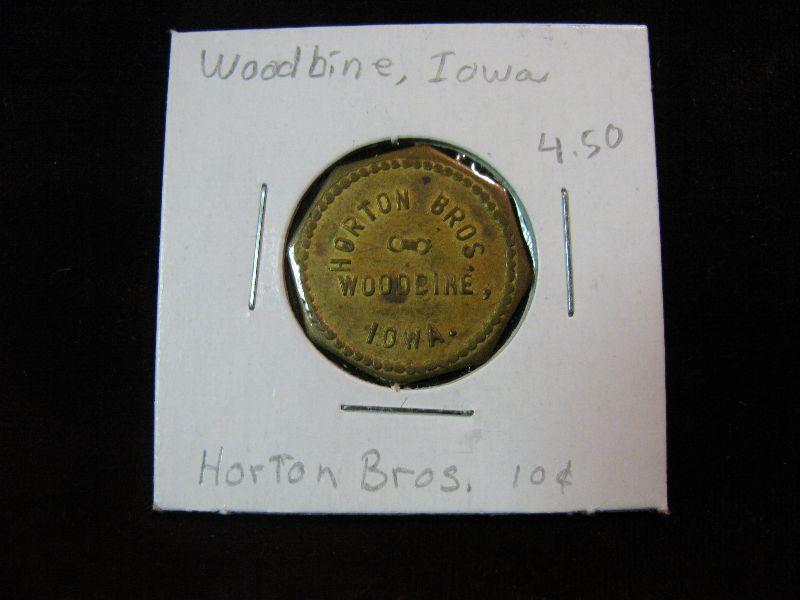 Woodbine, Iowa
4.50
HORTON BROS.
WOODBINE,
IOWA.
Horton Bros. 10¢